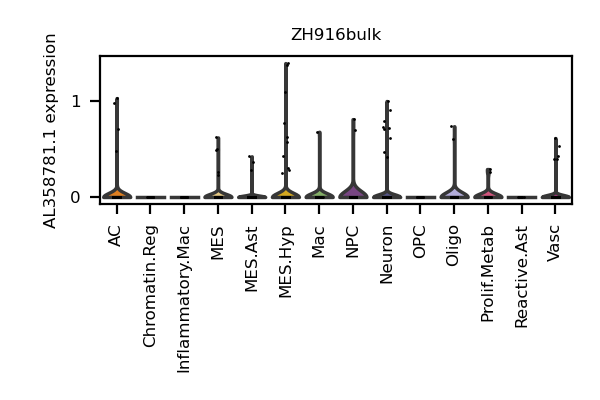 ZH916bulk
AL358781.1 expression
1
0
AC
Chromatin.Reg
Inflammatory.Mac
MES
MES.Ast
MES.Hyp
Mac
NPC
Neuron
OPC
Oligo
Prolif.Metab
Reactive.Ast
Vasc